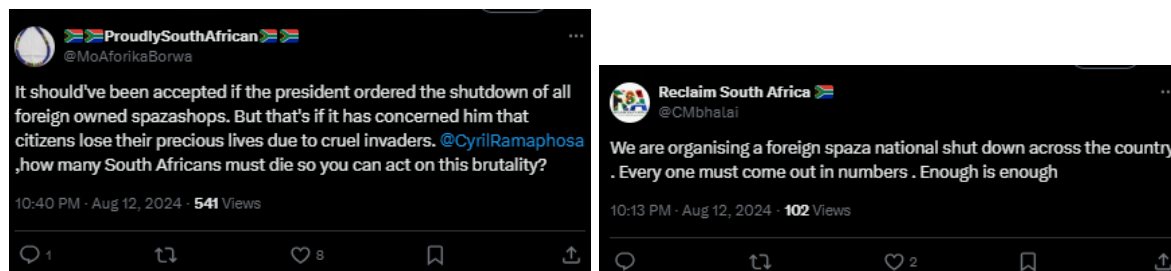 🇿🇦🇿🇦ProudlySouthAfrican🇿🇦🇿🇦
@MoAforikaBorwa
It should've been accepted if the president ordered the shutdown of all
foreign owned spazashops. But that's if it has concerned him that
citizens lose their precious lives due to cruel invaders. @CyrilRamaphosa
,how many South Africans must die so you can act on this brutality?
10:40 PM · Aug 12, 2024 · 541 Views
1
8
RSA
Reclaim South Africa 🇿🇦
@CMbhalai
We are organising a foreign spaza national shut down across the country
. Every one must come out in numbers . Enough is enough
10:13 PM · Aug 12, 2024 · 102 Views
2